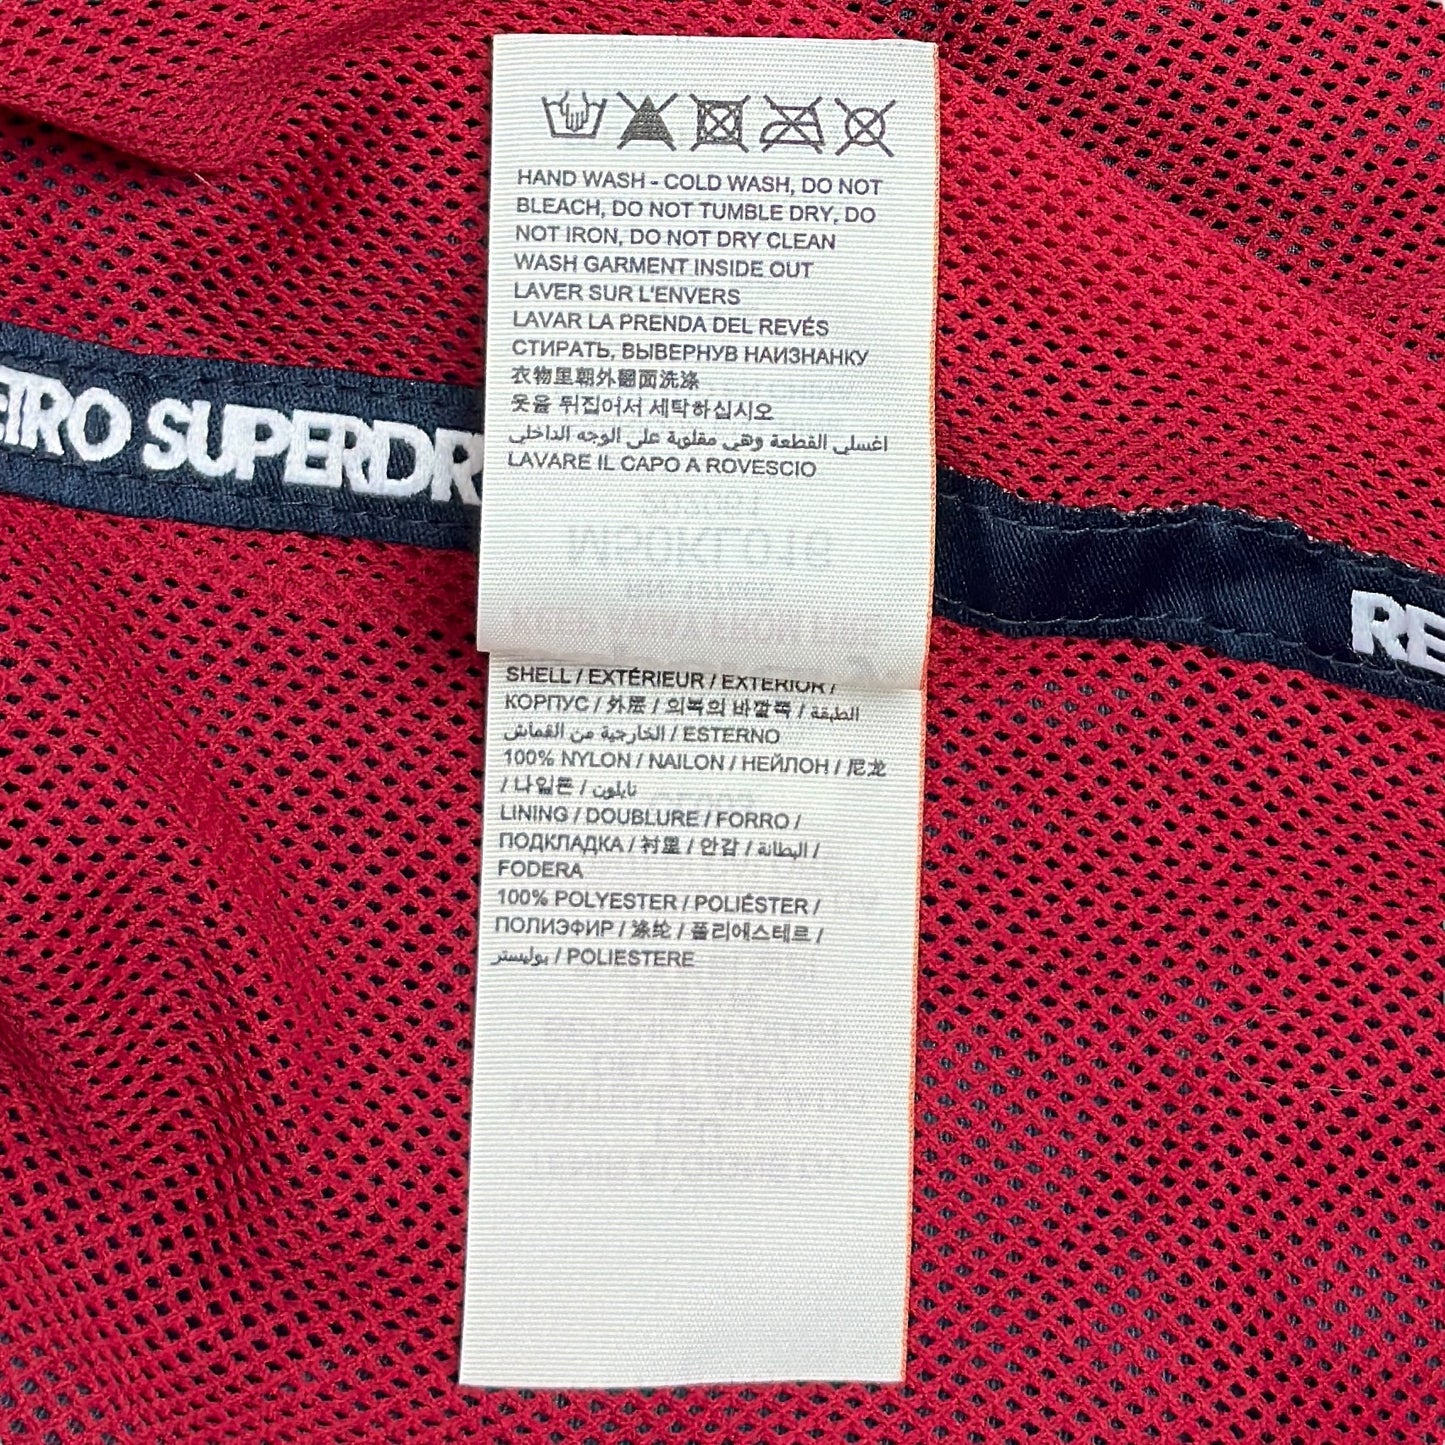 HAND WASH - COLD WASH, DO NOT
BLEACH, DO NOT TUMBLE DRY, DO
NOT IRON, DO NOT DRY CLEAN
WASH GARMENT INSIDE OUT
LAVER SUR L'ENVERS
LAVAR LA PRENDA DEL REVÉS
СТИРАТЬ, ВЫВЕРНУВ НАИЗНАНКУ
衣物里朝外翻面洗涤
옷을 뒤집어서 세탁하십시오
اغسلي القطعة وهي مقلوبة على الوجه الداخلي
LAVARE IL CAPO A ROVESCIO
EIRO SUPERDR
RE
SHELL / EXTÉRIEUR / EXTERIOR /
КОРПУС / 外层 / 의복의 바깥쪽 / الطبقة
الخارجية من القماش / ESTERNO
100% NYLON / NAILON / НЕЙЛОН / 尼龙
/ 나일론 / نايلون
LINING / DOUBLURE / FORRO /
ПОДКЛАДКА / 衬里 / 안감 / البطانة /
FODERA
100% POLYESTER / POLIÉSTER /
ПОЛИЭФИР / 涤纶 / 폴리에스테르 /
بوليستر / POLIESTERE